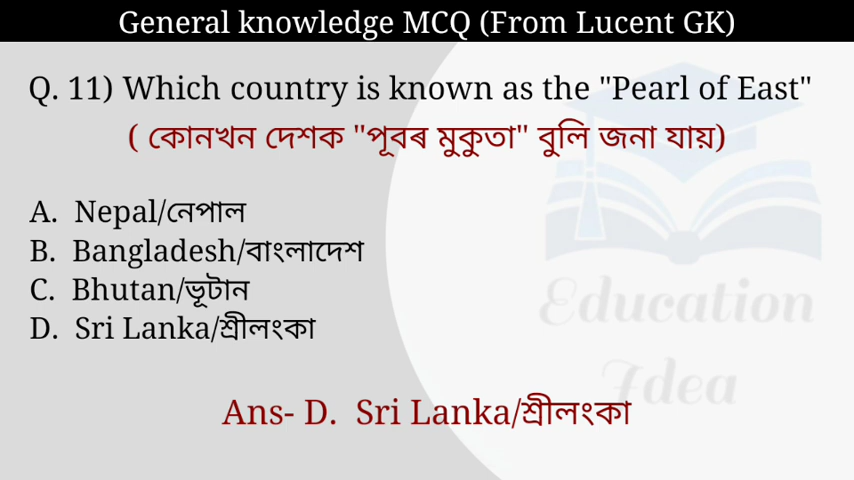 General knowledge MCQ (From Lucent GK)
Q. 11) Which country is known as the "Pearl of East"
( কোনখন দেশক "পূবৰ মুকুতা" বুলি জনা যায়)
A. Nepal/নেপাল
B. Bangladesh/বাংলাদেশ
C. Bhutan/ভূটান
D. Sri Lanka/শ্ৰীলংকা
Education
Idea
Ans- D. Sri Lanka/শ্ৰীলংকা